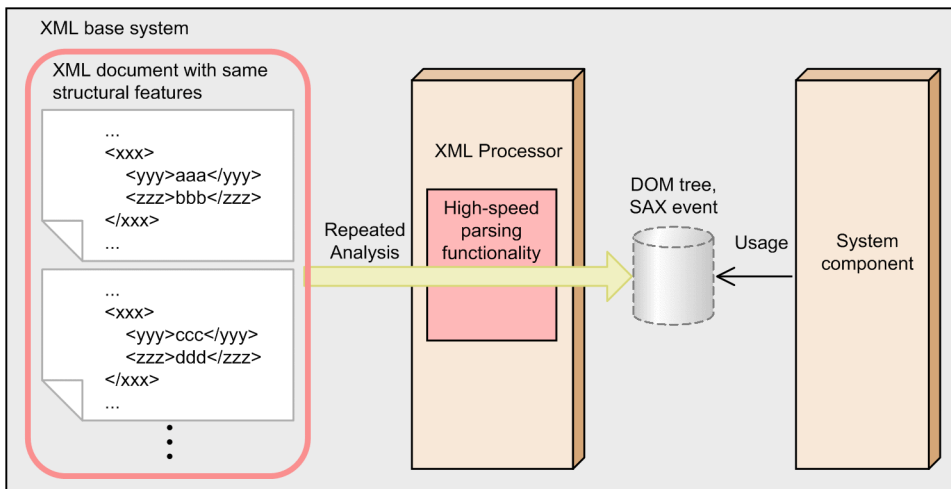 XML base system
XML document with same
structural features
...
<xxx>
<yyy>aaa</yyy>
<zzz>bbb</zzz>
</xxx>
...
...
<xxx>
<yyy>ccc</yyy>
<zzz>ddd</zzz>
</xxx>
...
Repeated
Analysis
XML Processor
High-speed
parsing
functionality
DOM tree,
SAX event
Usage
System
component